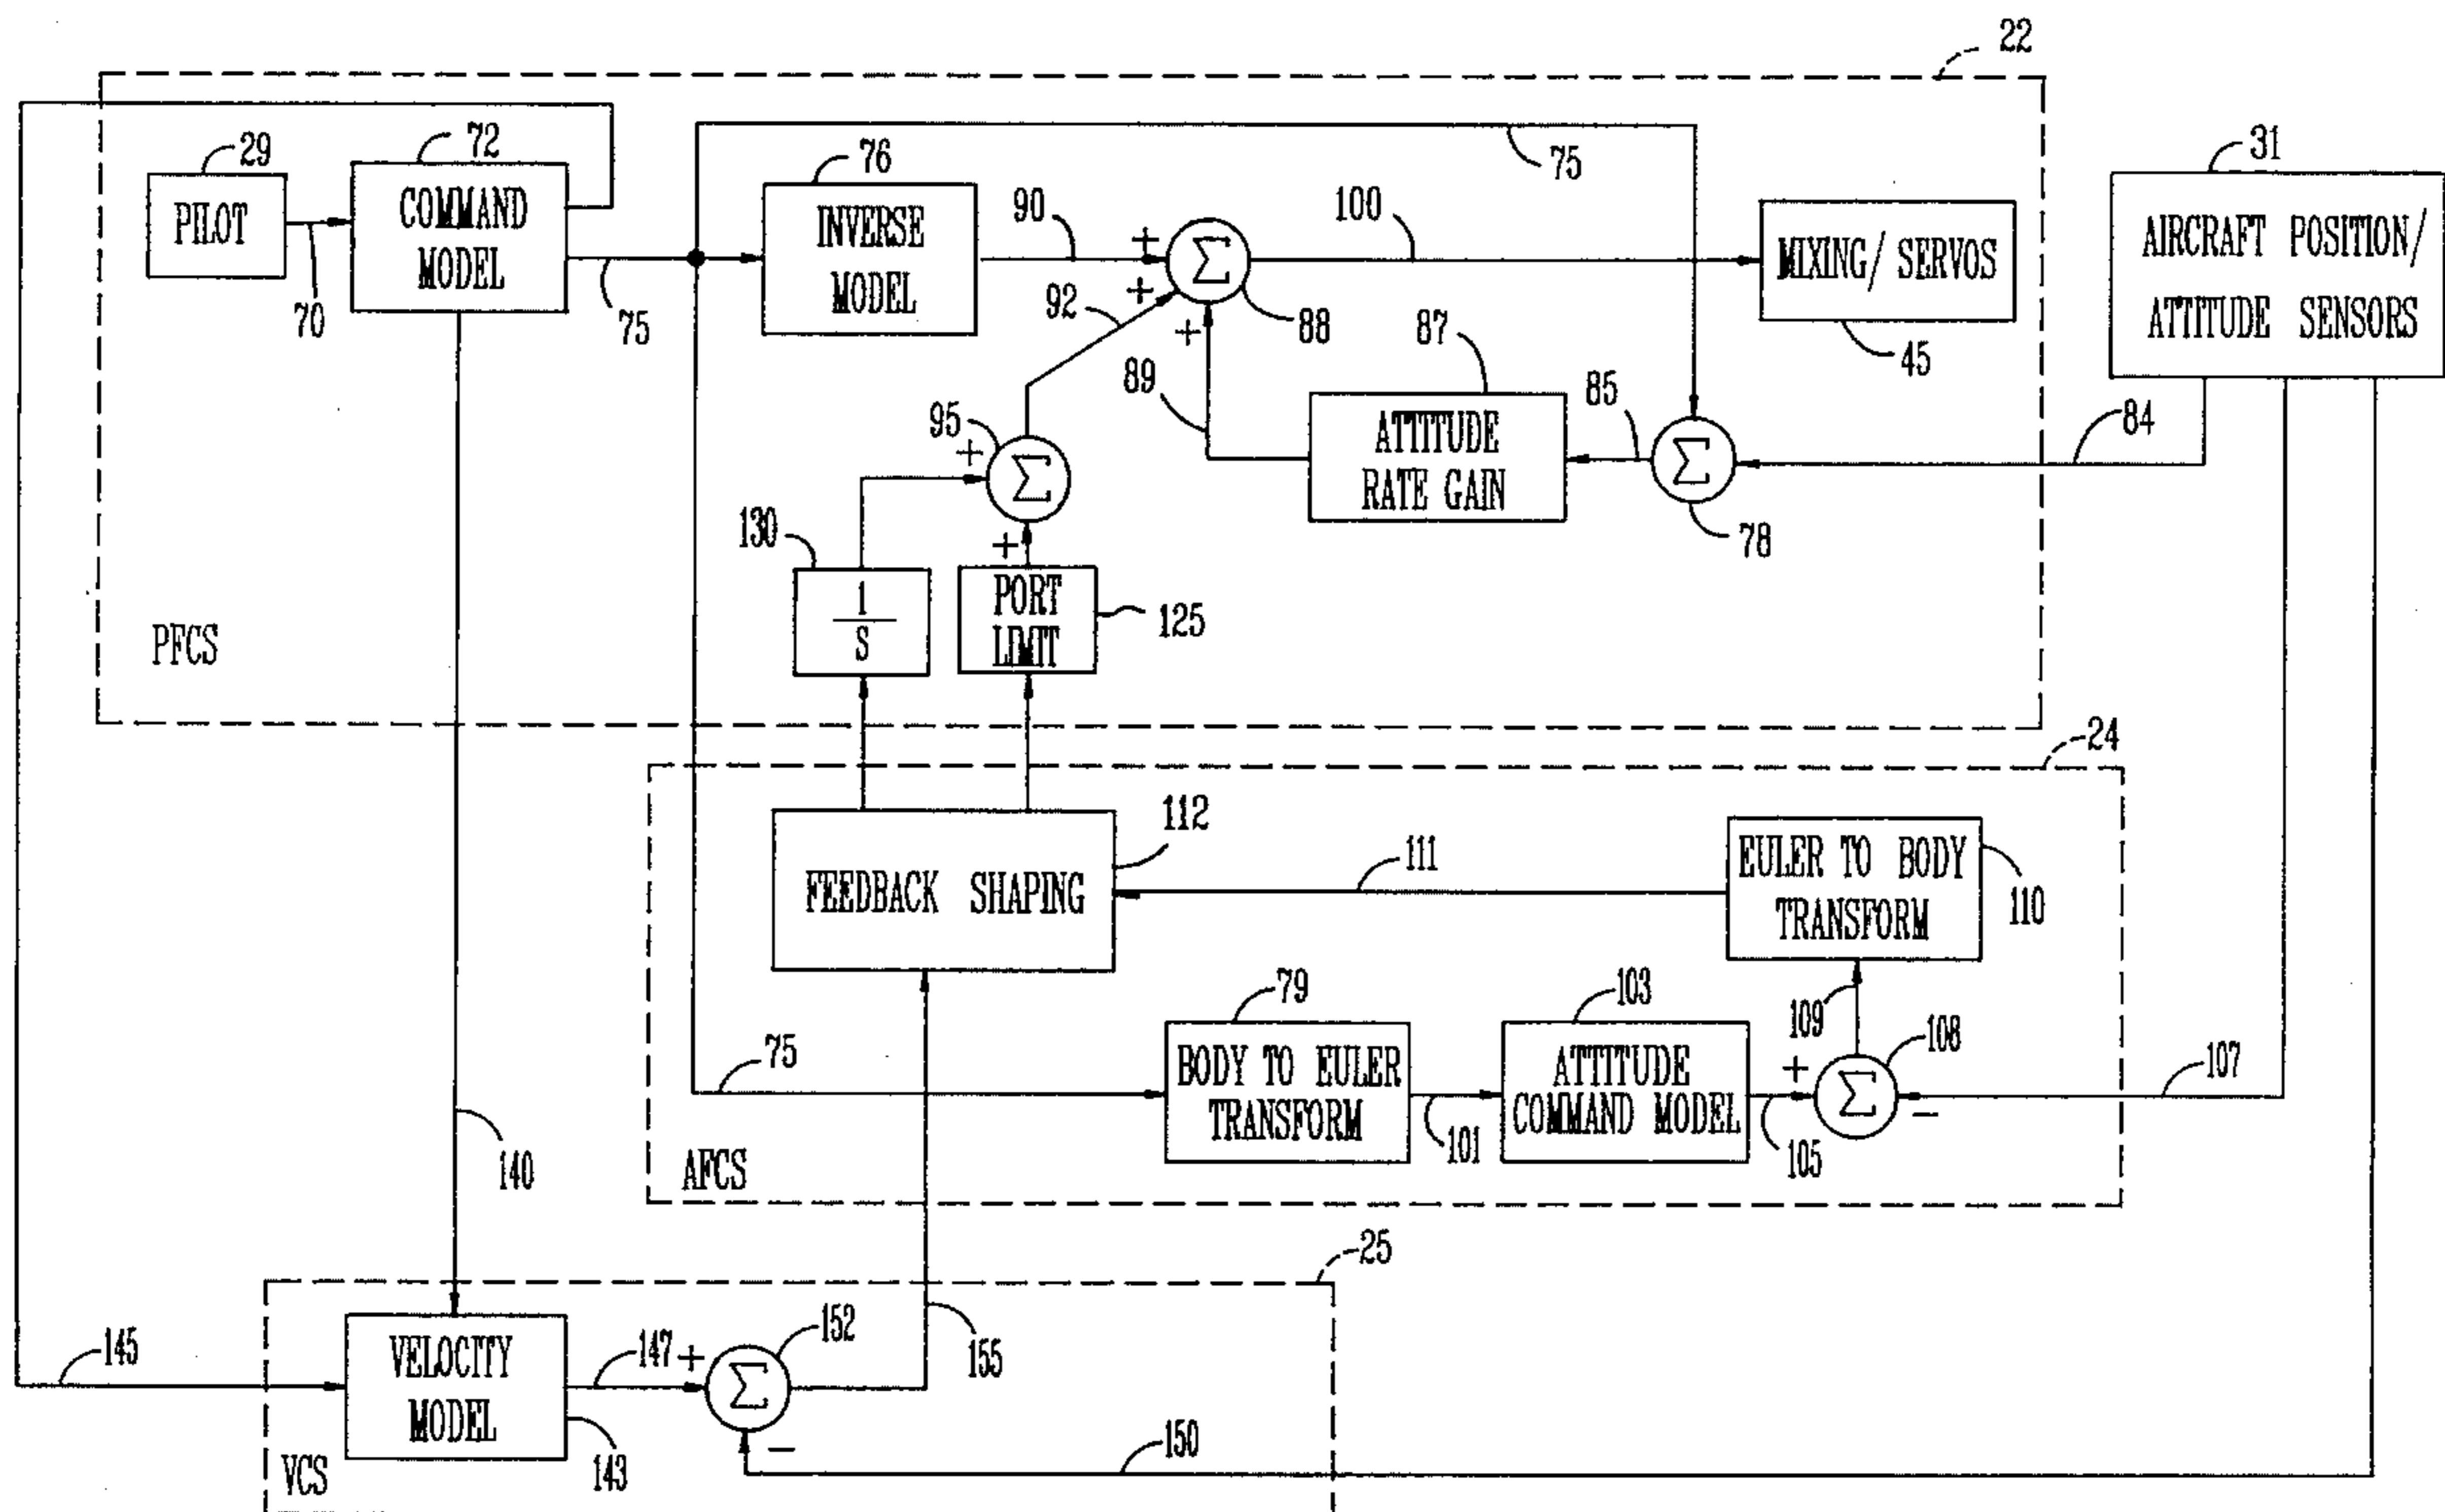 22
29
72
76
75
31
PILOT
COMMAND
MODEL
INVERSE
MODEL
90
100
MIXING/ SERVOS
AIRCRAFT POSITION/
ATTITUDE SENSORS
+
Σ
+
+
92
88
70
75
87
45
89
85
84
95
+
Σ
ATTITUDE
RATE GAIN
Σ
78
130
+
1
S
PORT
LIMIT
125
PFCS
24
112
FEEDBACK SHAPING
111
EULER TO BODY
TRANSFORM
110
79
103
109
108
75
BODY TO EULER
TRANSFORM
ATTITUDE
COMMAND MODEL
+
Σ
−
107
101
105
140
AFCS
25
145
VELOCITY
MODEL
147
+
Σ
152
155
−
150
143
VCS